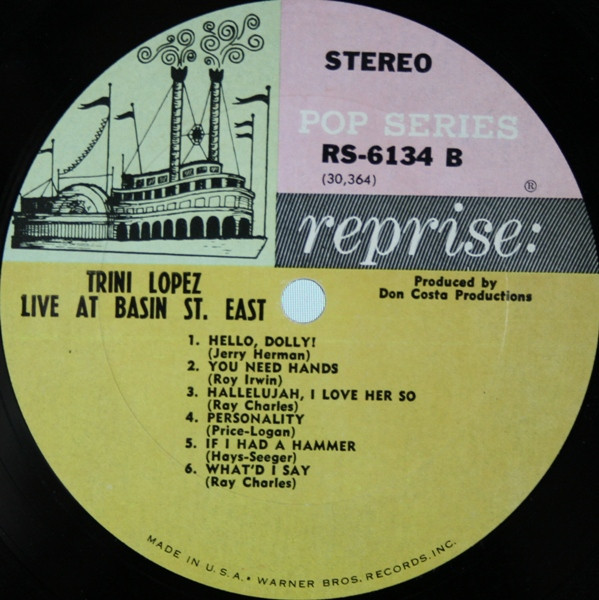 STEREO
POP SERIES
RS-6134 B
(30,364)
®
reprise:
TRINI LOPEZ
LIVE AT BASIN ST. EAST
Produced by
Don Costa Productions
1. HELLO, DOLLY!
(Jerry Herman)
2. YOU NEED HANDS
(Roy Irwin)
3. HALLELUJAH, I LOVE HER SO
(Ray Charles)
4. PERSONALITY
(Price-Logan)
5. IF I HAD A HAMMER
(Hays-Seeger)
6. WHAT'D I SAY
(Ray Charles)
MADE IN U.S.A. • WARNER BROS. RECORDS, INC.